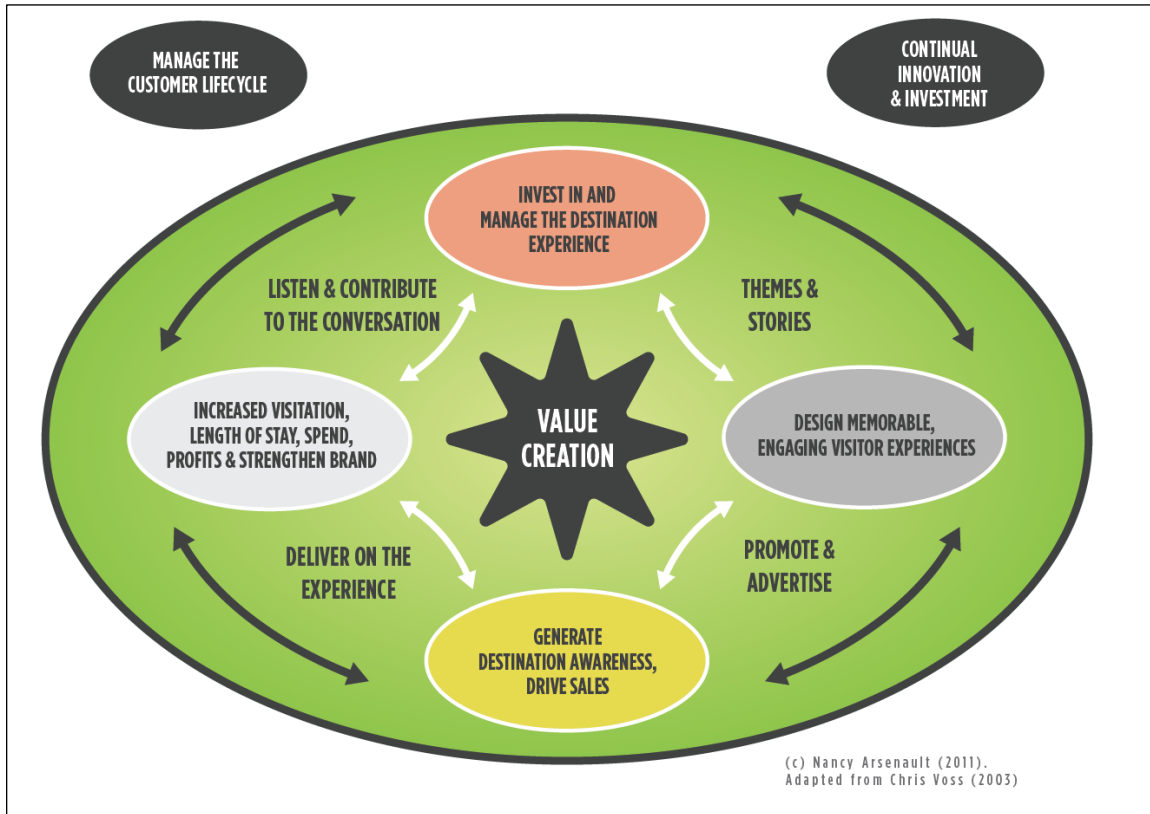 MANAGE THE
CUSTOMER LIFECYCLE
CONTINUAL
INNOVATION
& INVESTMENT
INVEST IN AND
MANAGE THE DESTINATION
EXPERIENCE
LISTEN & CONTRIBUTE
TO THE CONVERSATION
THEMES &
STORIES
INCREASED VISITATION,
LENGTH OF STAY, SPEND,
PROFITS & STRENGTHEN BRAND
VALUE
CREATION
DESIGN MEMORABLE,
ENGAGING VISITOR EXPERIENCES
DELIVER ON THE
EXPERIENCE
PROMOTE &
ADVERTISE
GENERATE
DESTINATION AWARENESS,
DRIVE SALES
(c) Nancy Arsenault (2011).
Adapted from Chris Voss (2003)